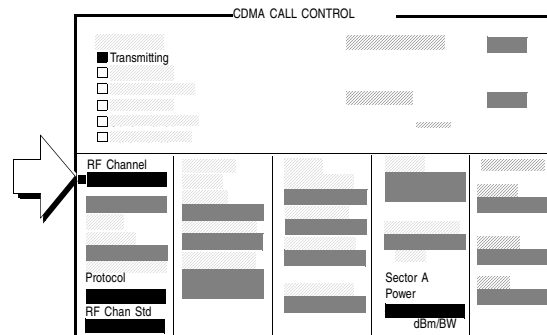 CDMA CALL CONTROL
Transmitting
RF Channel
Protocol
RF Chan Std
Sector A
Power
dBm/BW